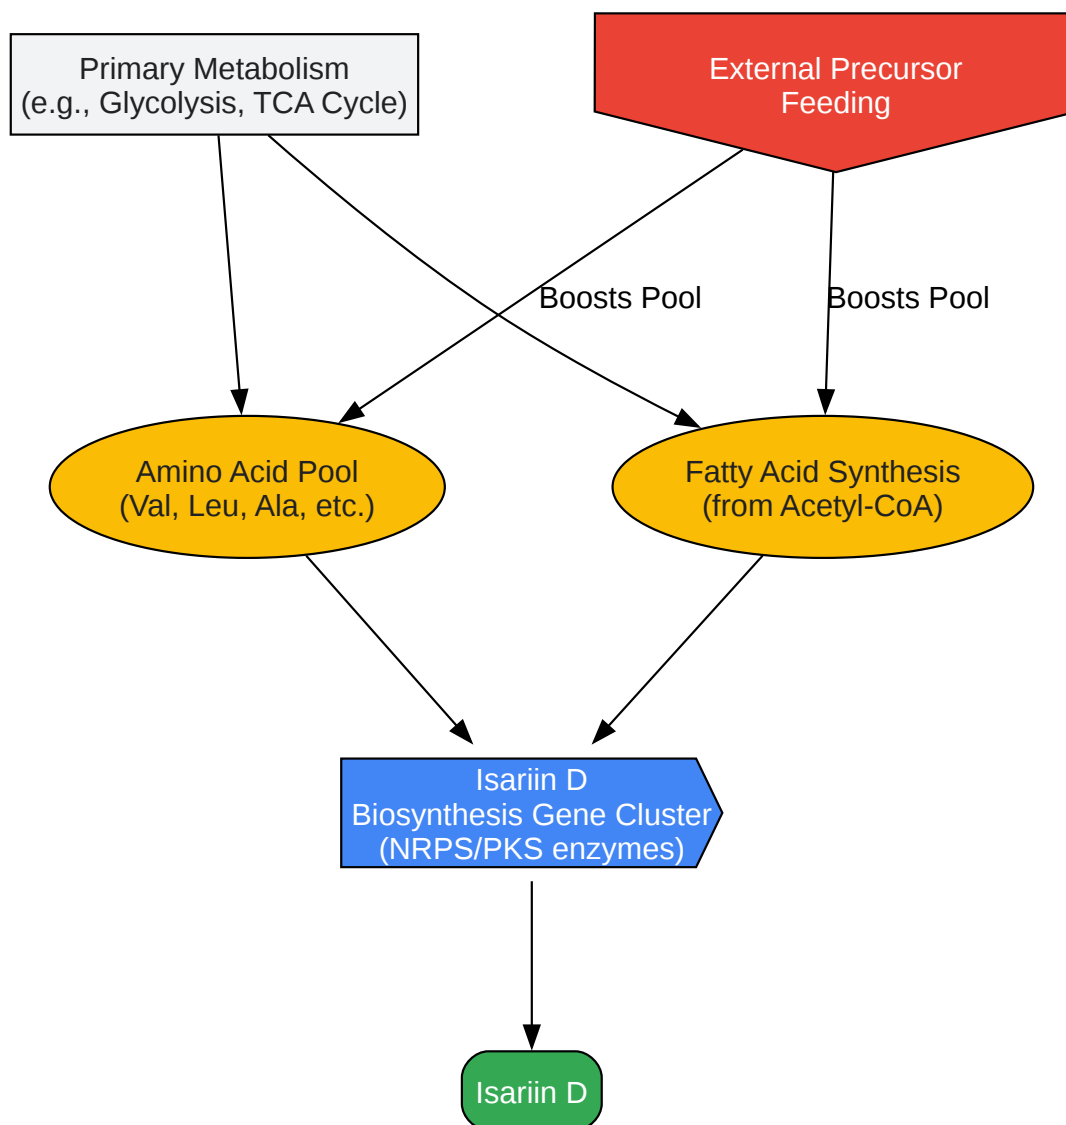 Primary Metabolism
(e.g., Glycolysis, TCA Cycle)
External Precursor
Feeding
Boosts Pool
Boosts Pool
Amino Acid Pool
(Val, Leu, Ala, etc.)
Fatty Acid Synthesis
(from Acetyl-CoA)
Isariin D
Biosynthesis Gene Cluster
(NRPS/PKS enzymes)
Isariin D